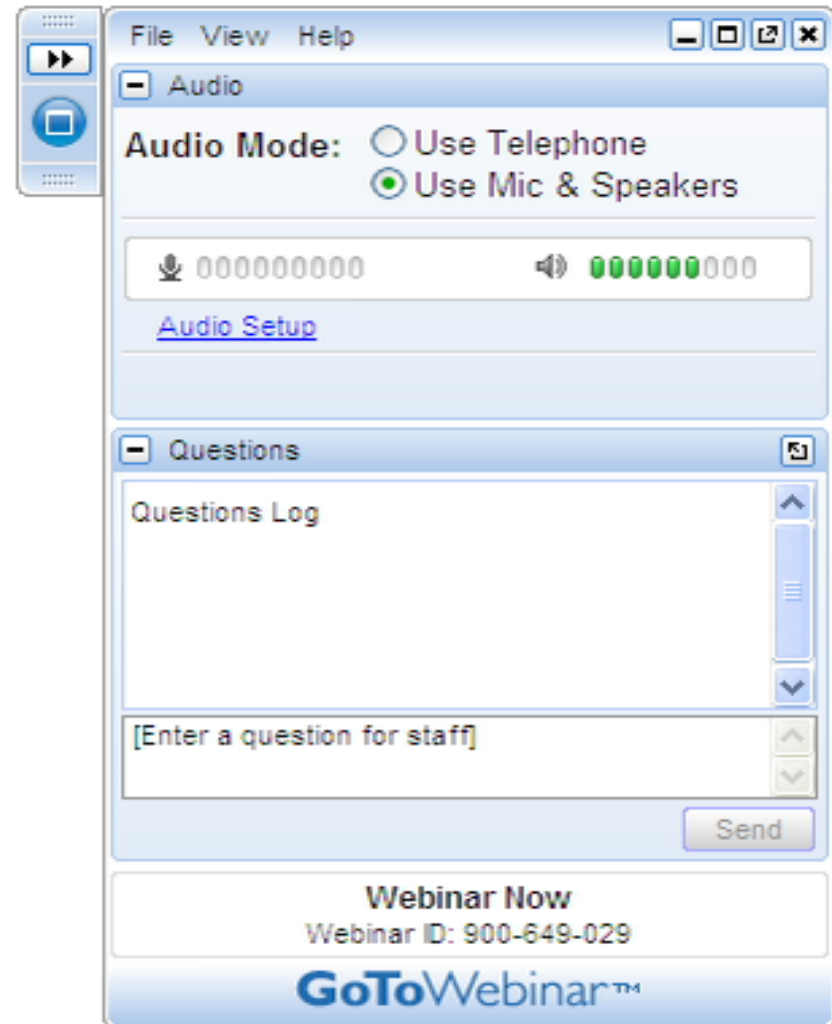 File View Help
Audio
Audio Mode: Use Telephone
Use Mic & Speakers
Audio Setup
Questions
Questions Log
[Enter a question for staff]
Send
Webinar Now
Webinar ID: 900-649-029
GoToWebinar™